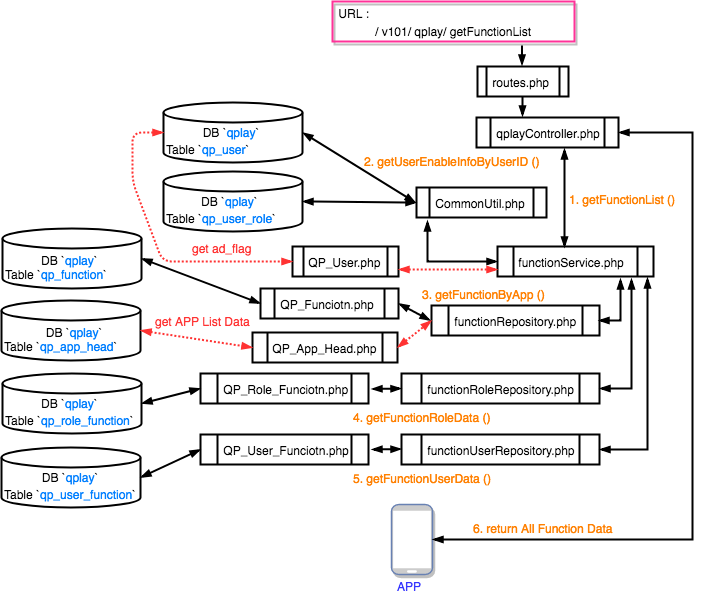 URL :
/ v101/ qplay/ getFunctionList
routes.php
qplayController.php
DB `qplay`
Table `qp_user`
2. getUserEnableInfoByUserID ()
1. getFunctionList ()
DB `qplay`
Table `qp_user_role`
CommonUtil.php
get ad_flag
QP_User.php
functionService.php
DB `qplay`
Table `qp_function`
QP_Funciotn.php
3. getFunctionByApp ()
get APP List Data
functionRepository.php
DB `qplay`
Table `qp_app_head`
QP_App_Head.php
DB `qplay`
Table `qp_role_function`
QP_Role_Funciotn.php
functionRoleRepository.php
4. getFunctionRoleData ()
DB `qplay`
Table `qp_user_function`
QP_User_Funciotn.php
functionUserRepository.php
5. getFunctionUserData ()
6. return All Function Data
APP